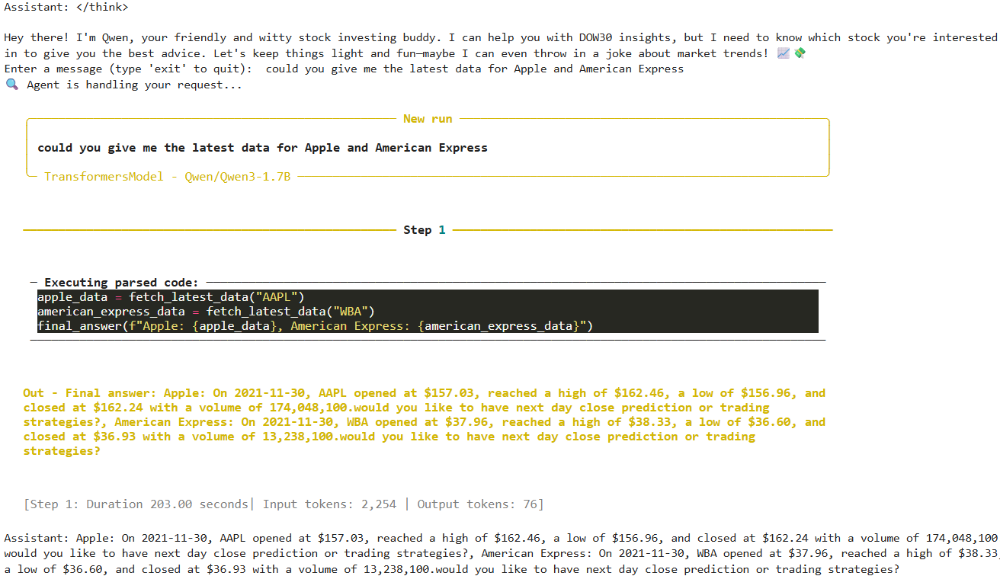 Assistant: </think>
Hey there! I'm Qwen, your friendly and witty stock investing buddy. I can help you with DOW30 insights, but I need to know which stock you're interested
in to give you the best advice. Let's keep things light and fun—maybe I can even throw in a joke about market trends! 📈 💸
Enter a message (type 'exit' to quit):  could you give me the latest data for Apple and American Express
🔍 Agent is handling your request...
New run
could you give me the latest data for Apple and American Express
TransformersModel - Qwen/Qwen3-1.7B
Step 1
Executing parsed code:
apple_data = fetch_latest_data("AAPL")
american_express_data = fetch_latest_data("WBA")
final_answer(f"Apple: {apple_data}, American Express: {american_express_data}")
Out - Final answer: Apple: On 2021-11-30, AAPL opened at $157.03, reached a high of $162.46, a low of $156.96, and
closed at $162.24 with a volume of 174,048,100.would you like to have next day close prediction or trading
strategies?, American Express: On 2021-11-30, WBA opened at $37.96, reached a high of $38.33, a low of $36.60, and
closed at $36.93 with a volume of 13,238,100.would you like to have next day close prediction or trading
strategies?
[Step 1: Duration 203.00 seconds| Input tokens: 2,254 | Output tokens: 76]
Assistant: Apple: On 2021-11-30, AAPL opened at $157.03, reached a high of $162.46, a low of $156.96, and closed at $162.24 with a volume of 174,048,100
would you like to have next day close prediction or trading strategies?, American Express: On 2021-11-30, WBA opened at $37.96, reached a high of $38.33
a low of $36.60, and closed at $36.93 with a volume of 13,238,100.would you like to have next day close prediction or trading strategies?